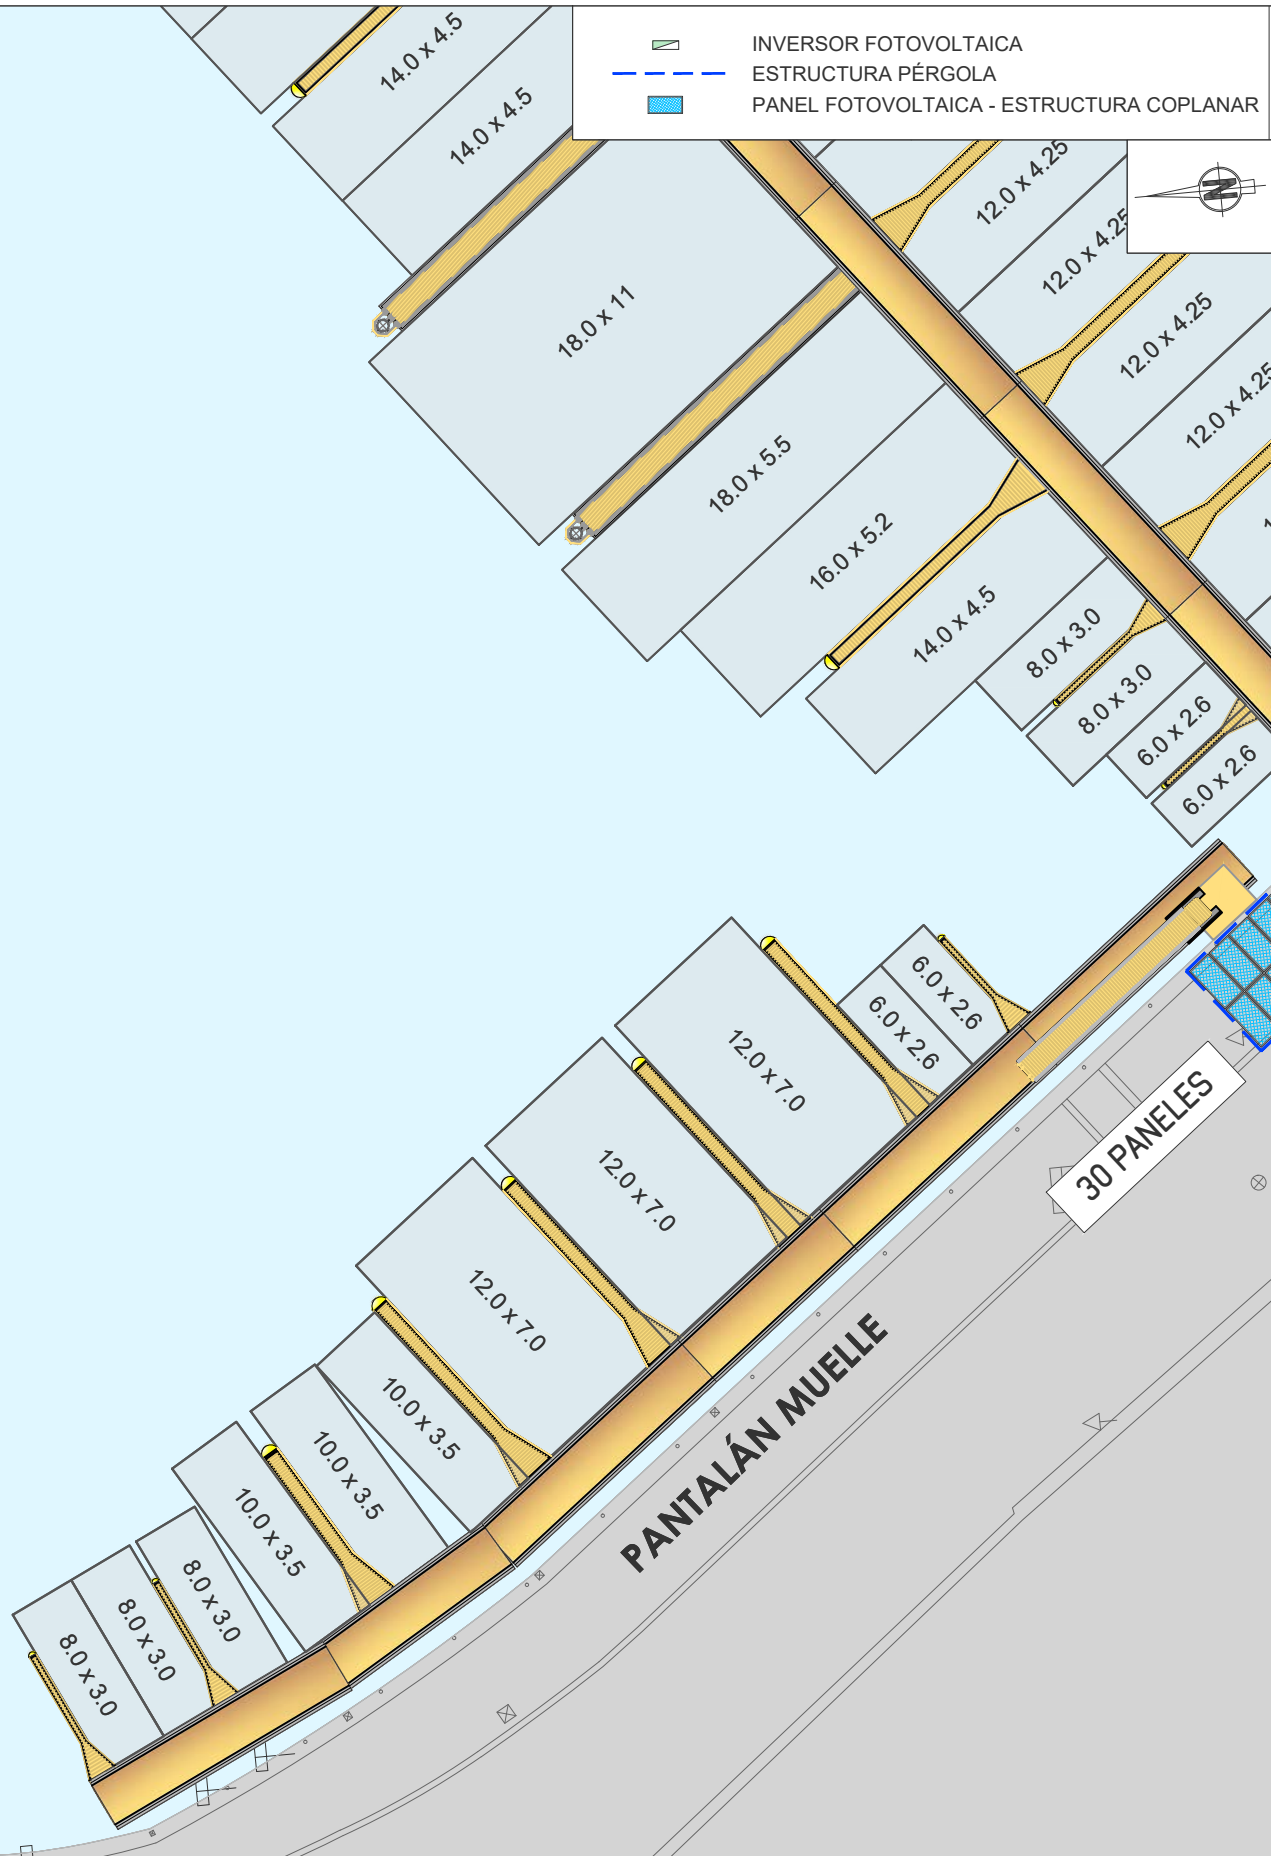 INVERSOR FOTOVOLTAICA
ESTRUCTURA PÉRGOLA
PANEL FOTOVOLTAICA - ESTRUCTURA COPLANAR
N
14.0 x 4.5
14.0 x 4.5
18.0 x 11
18.0 x 5.5
16.0 x 5.2
14.0 x 4.5
8.0 x 3.0
8.0 x 3.0
6.0 x 2.6
6.0 x 2.6
12.0 x 4.25
12.0 x 4.25
12.0 x 4.25
12.0 x 4.25
6.0 x 2.6
6.0 x 2.6
12.0 x 7.0
12.0 x 7.0
12.0 x 7.0
10.0 x 3.5
10.0 x 3.5
10.0 x 3.5
8.0 x 3.0
8.0 x 3.0
8.0 x 3.0
30 PANELES
PANTALÁN MUELLE